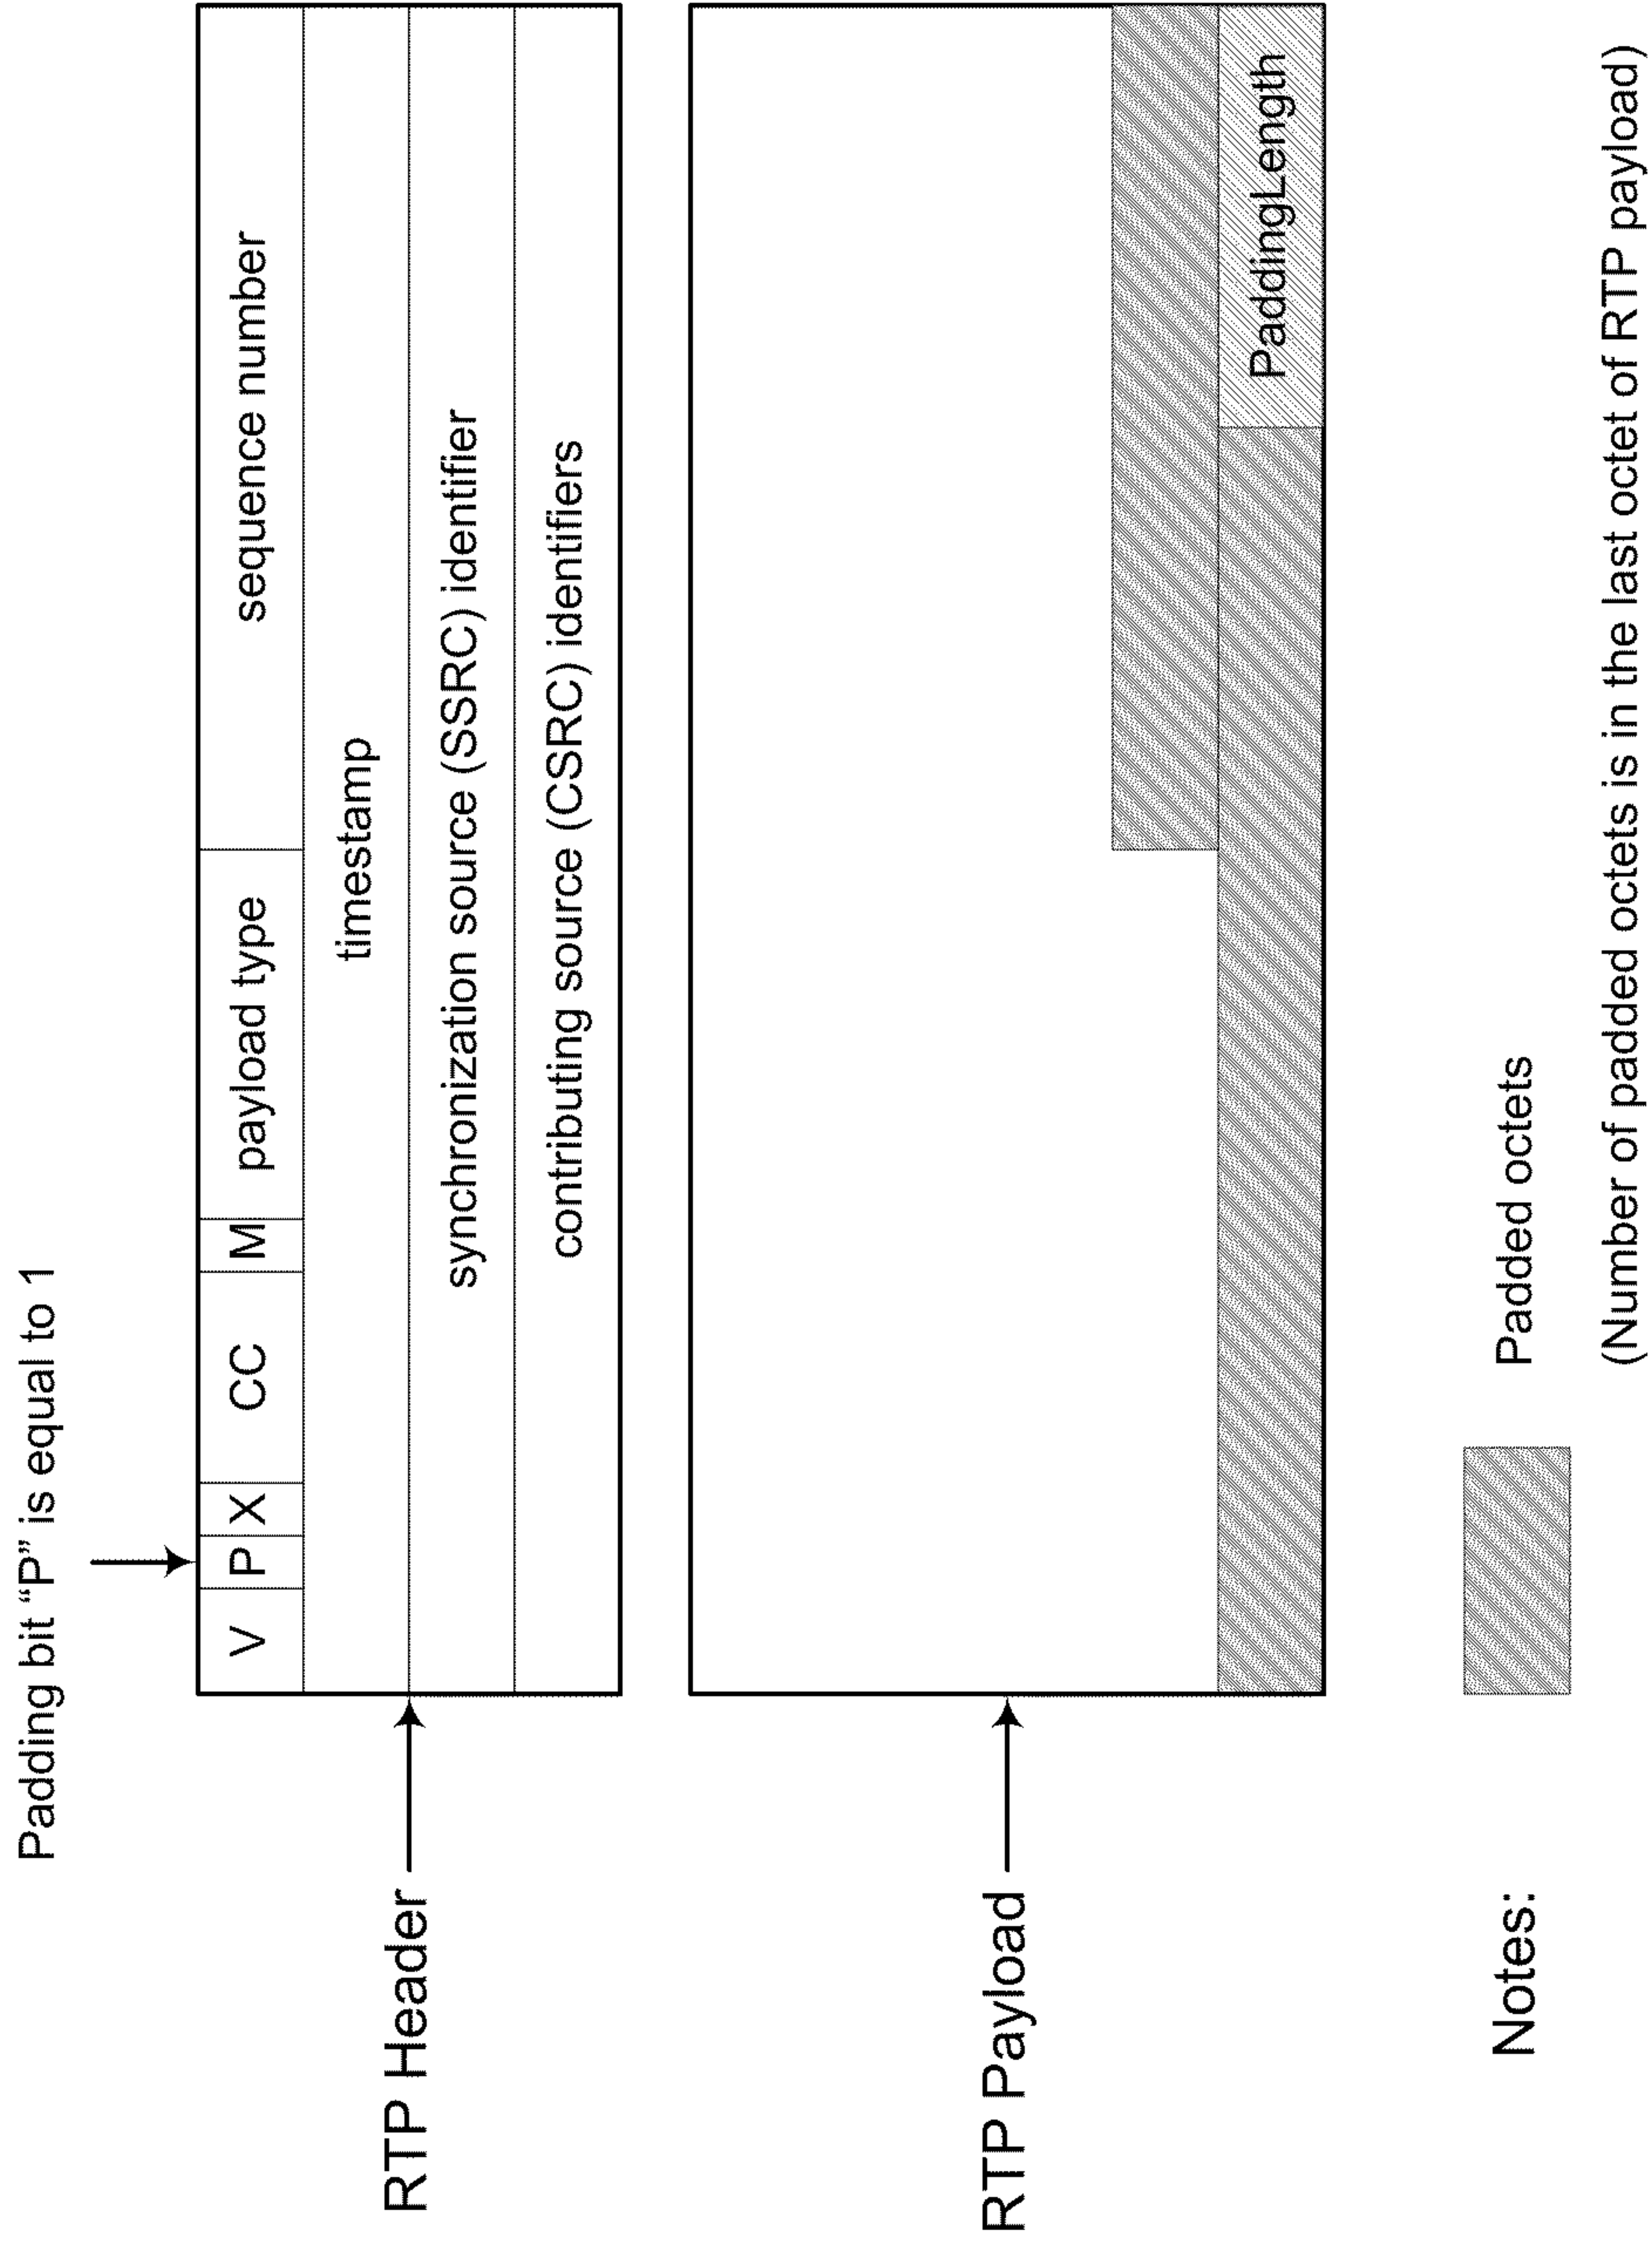 Padding bit “P” is equal to 1
RTP Header
V P X CC M payload type sequence number
timestamp
synchronization source (SSRC) identifier
contributing source (CSRC) identifiers
RTP Payload
PaddingLength
Notes:
Padded octets
(Number of padded octets is in the last octet of RTP payload)